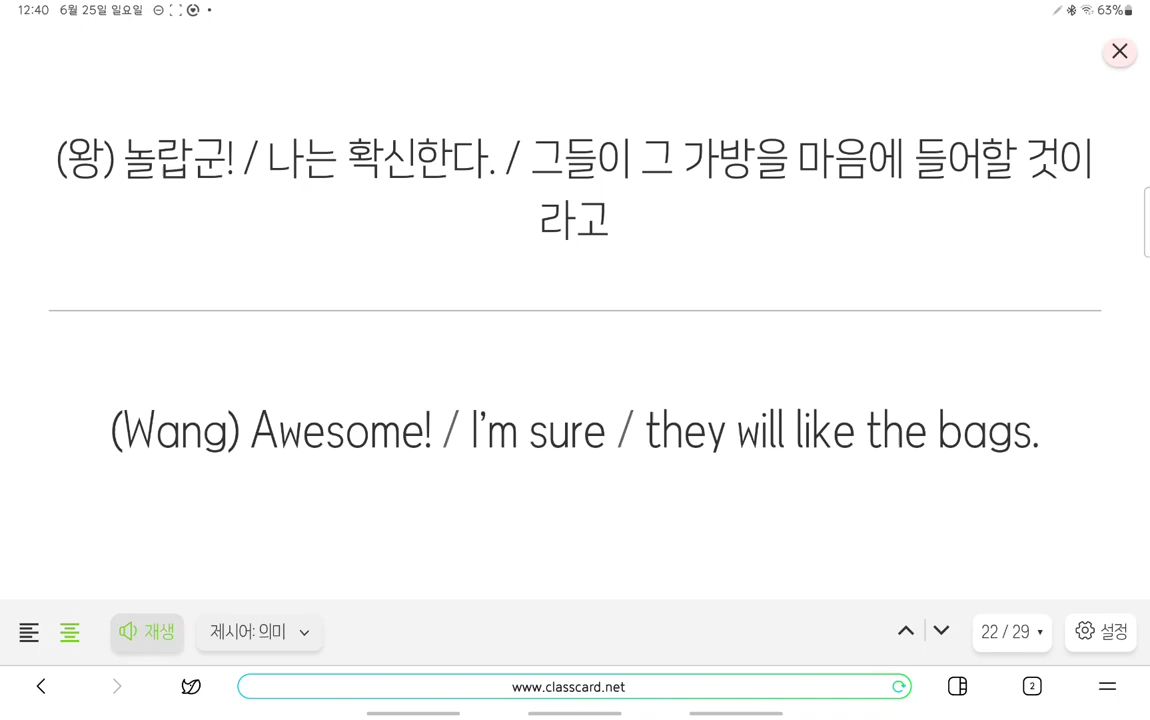 12:40 6월 25일 일요일
63%
(왕) 놀랍군! / 나는 확신한다. / 그들이 그 가방을 마음에 들어할 것이
라고
(Wang) Awesome! / I'm sure / they will like the bags.
재생 제시어: 의미 22 / 29 설정
www.classcard.net 2